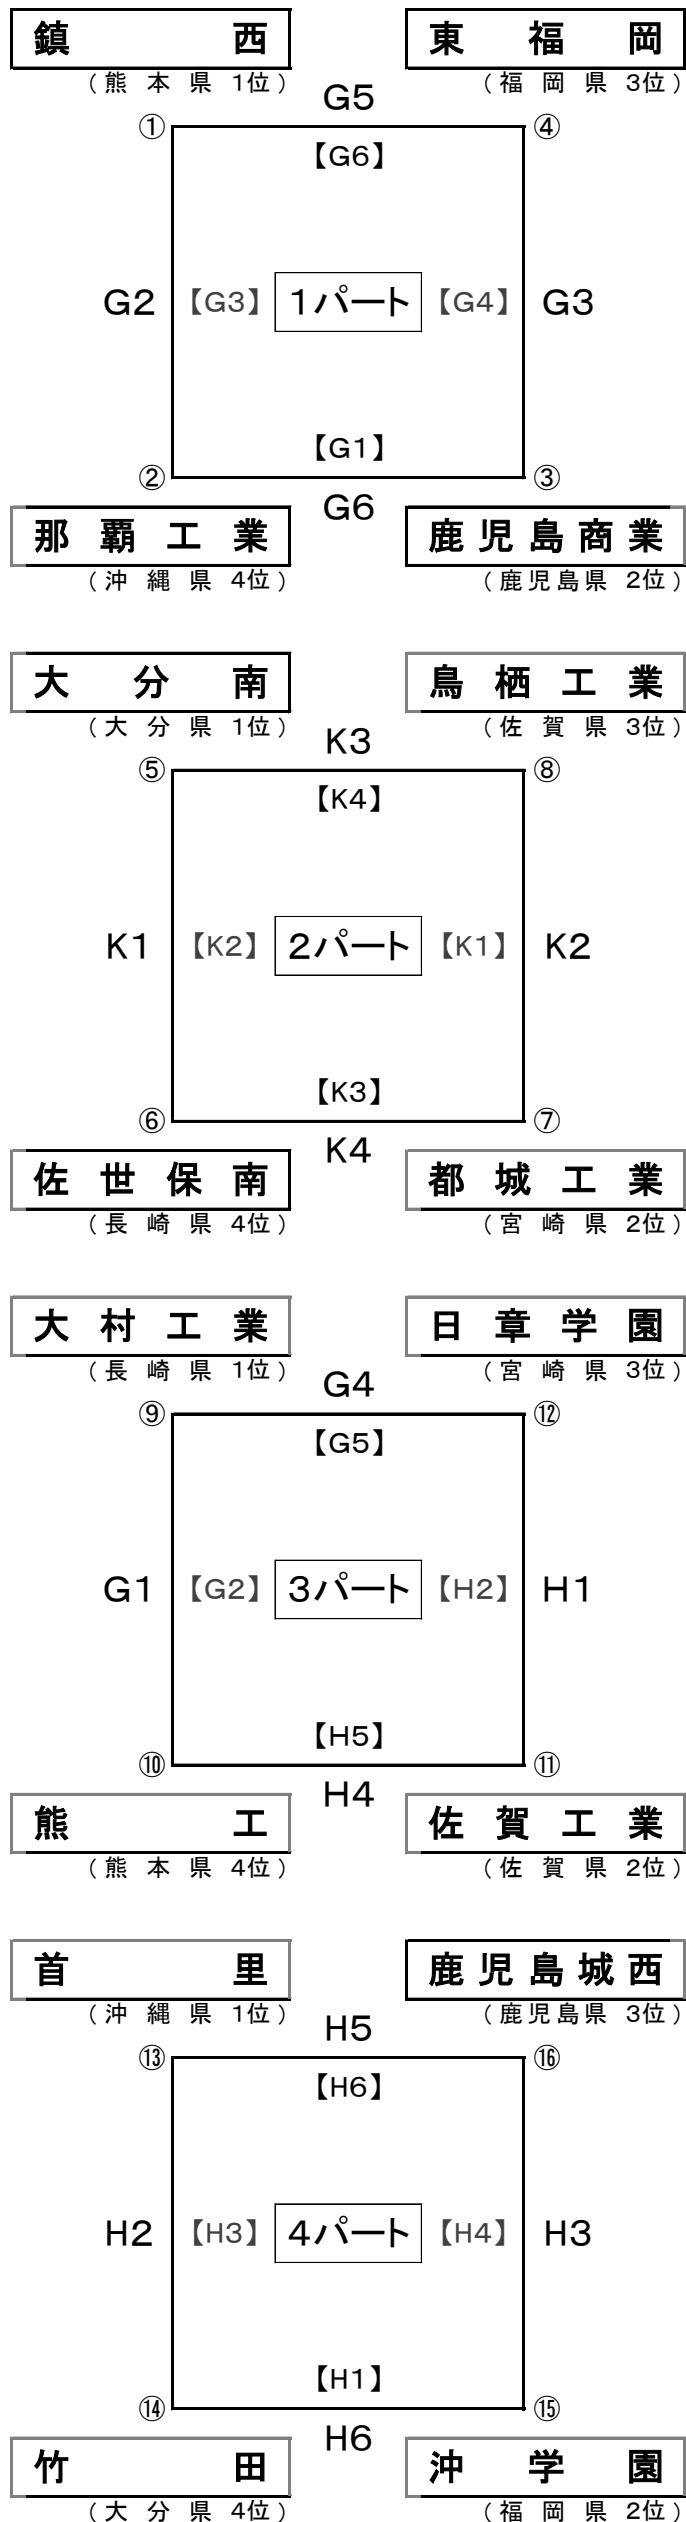 鎮西 東福岡
(熊本県 1位) (福岡県 3位)
G5
① ④
【G6】
G2 【G3】 1パート 【G4】 G3
【G1】
② ③
G6
那覇工業 鹿児島商業
(沖縄県 4位) (鹿児島県 2位)
大分南 鳥栖工業
(大分県 1位) (佐賀県 3位)
K3
⑤ ⑧
【K4】
K1 【K2】 2パート 【K1】 K2
【K3】
⑥ ⑦
K4
佐世保南 都城工業
(長崎県 4位) (宮崎県 2位)
大村工業 日章学園
(長崎県 1位) (宮崎県 3位)
G4
⑨ ⑫
【G5】
G1 【G2】 3パート 【H2】 H1
【H5】
⑩ ⑪
H4
熊工 佐賀工業
(熊本県 4位) (佐賀県 2位)
首里 鹿児島城西
(沖縄県 1位) (鹿児島県 3位)
H5
⑬ ⑯
【H6】
H2 【H3】 4パート 【H4】 H3
【H1】
⑭ ⑮
H6
竹田 沖学園
(大分県 4位) (福岡県 2位)